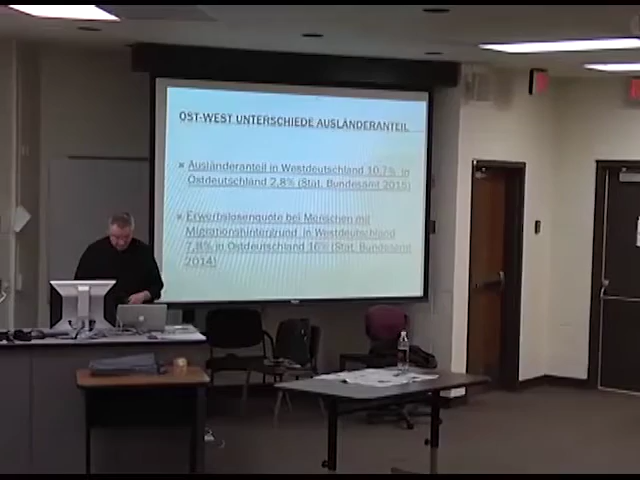 OST-WEST UNTERSCHIEDE AUSLÄNDERANTEIL
Ausländeranteil in Westdeutschland 10,7% in
Ostdeutschland 2,8% (Stat. Bundesamt 2015)
Erwerbslosenquote bei Menschen mit
Migrationshintergrund in Westdeutschland
7,8% in Ostdeutschland 16% (Stat. Bundesamt
2014)